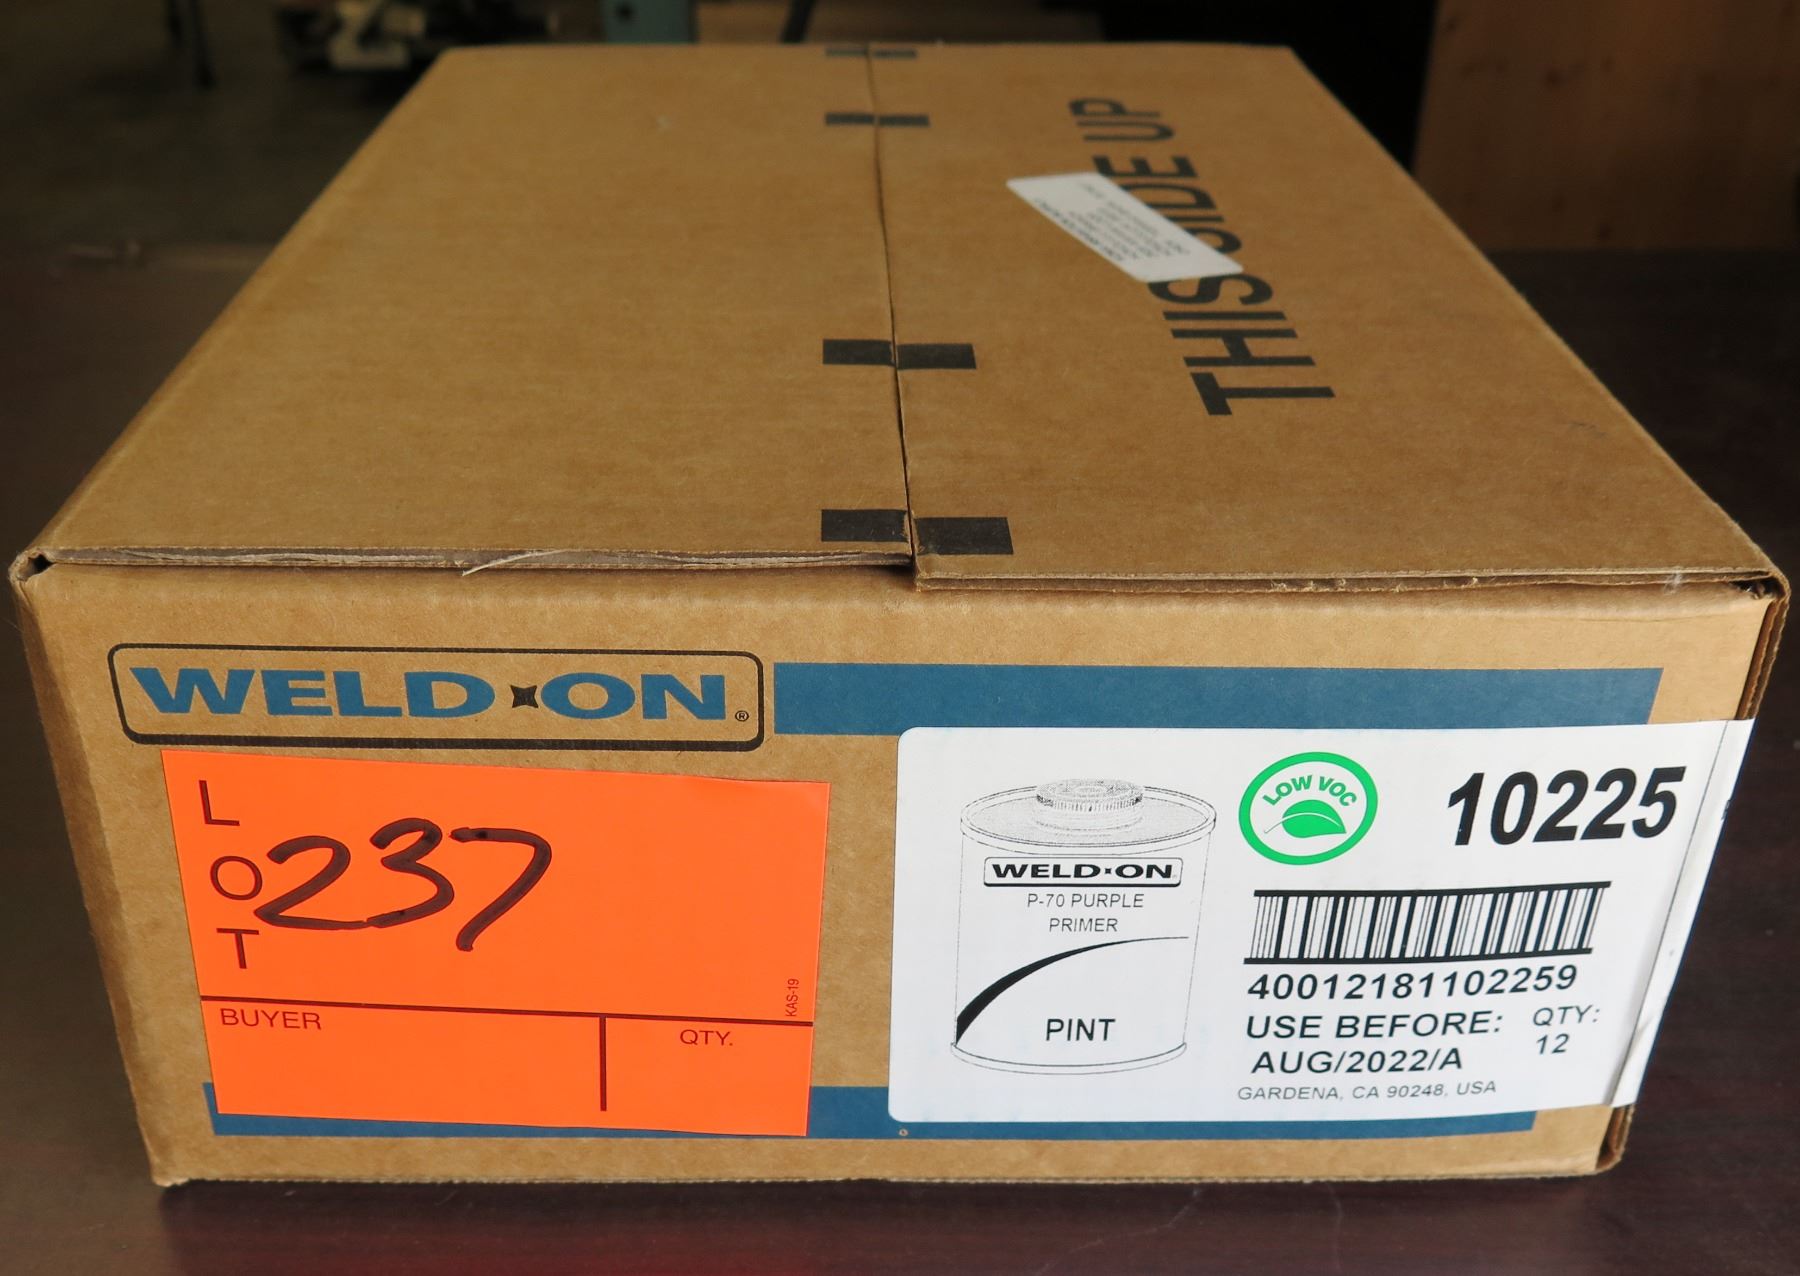 THIS SIDE UP
WELD-ON®
LOT
237
KAS-19
BUYER
QTY.
WELD-ON
P-70 PURPLE
PRIMER
PINT
LOW VOC
10225
40012181102259
USE BEFORE:
AUG/2022/A
QTY:
12
GARDENA, CA 90248, USA